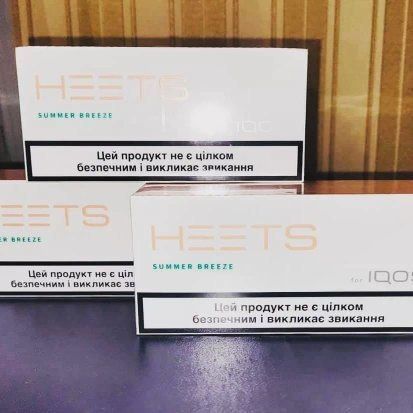 HEETS
SUMMER BREEZE
Цей продукт не є цілком
безпечним і викликає звикання
HEETS
SUMMER BREEZE
Цей продукт не є цілком
безпечним і викликає
HEETS
SUMMER BREEZE
for IQOS
Цей продукт не є цілком
безпечним і викликає звикання